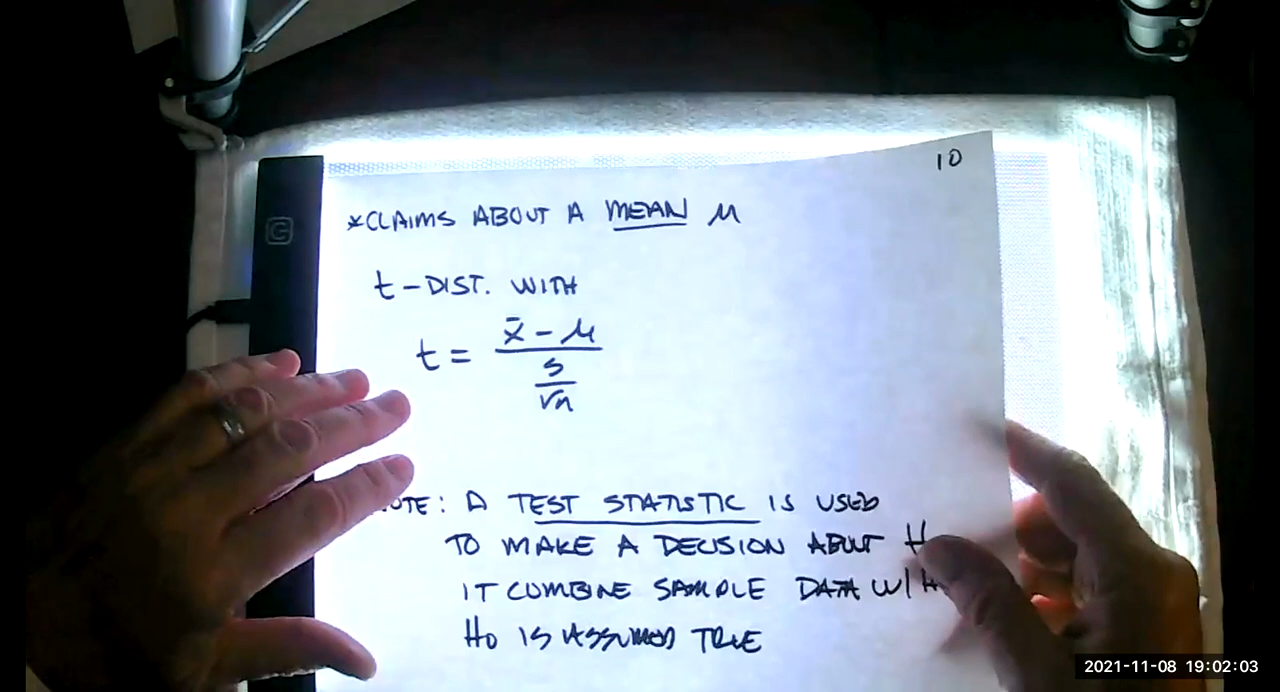 10
*CLAIMS ABOUT A MEAN μ
t-DIST. WITH
t = (x̄ - μ) / (s / √n)
OTE: A TEST STATISTIC IS USED
TO MAKE A DECISION ABOUT H
IT COMBINE SAMPLE DATA W/ H
H0 IS ASSUMED TRUE
2021-11-08 19:02:03